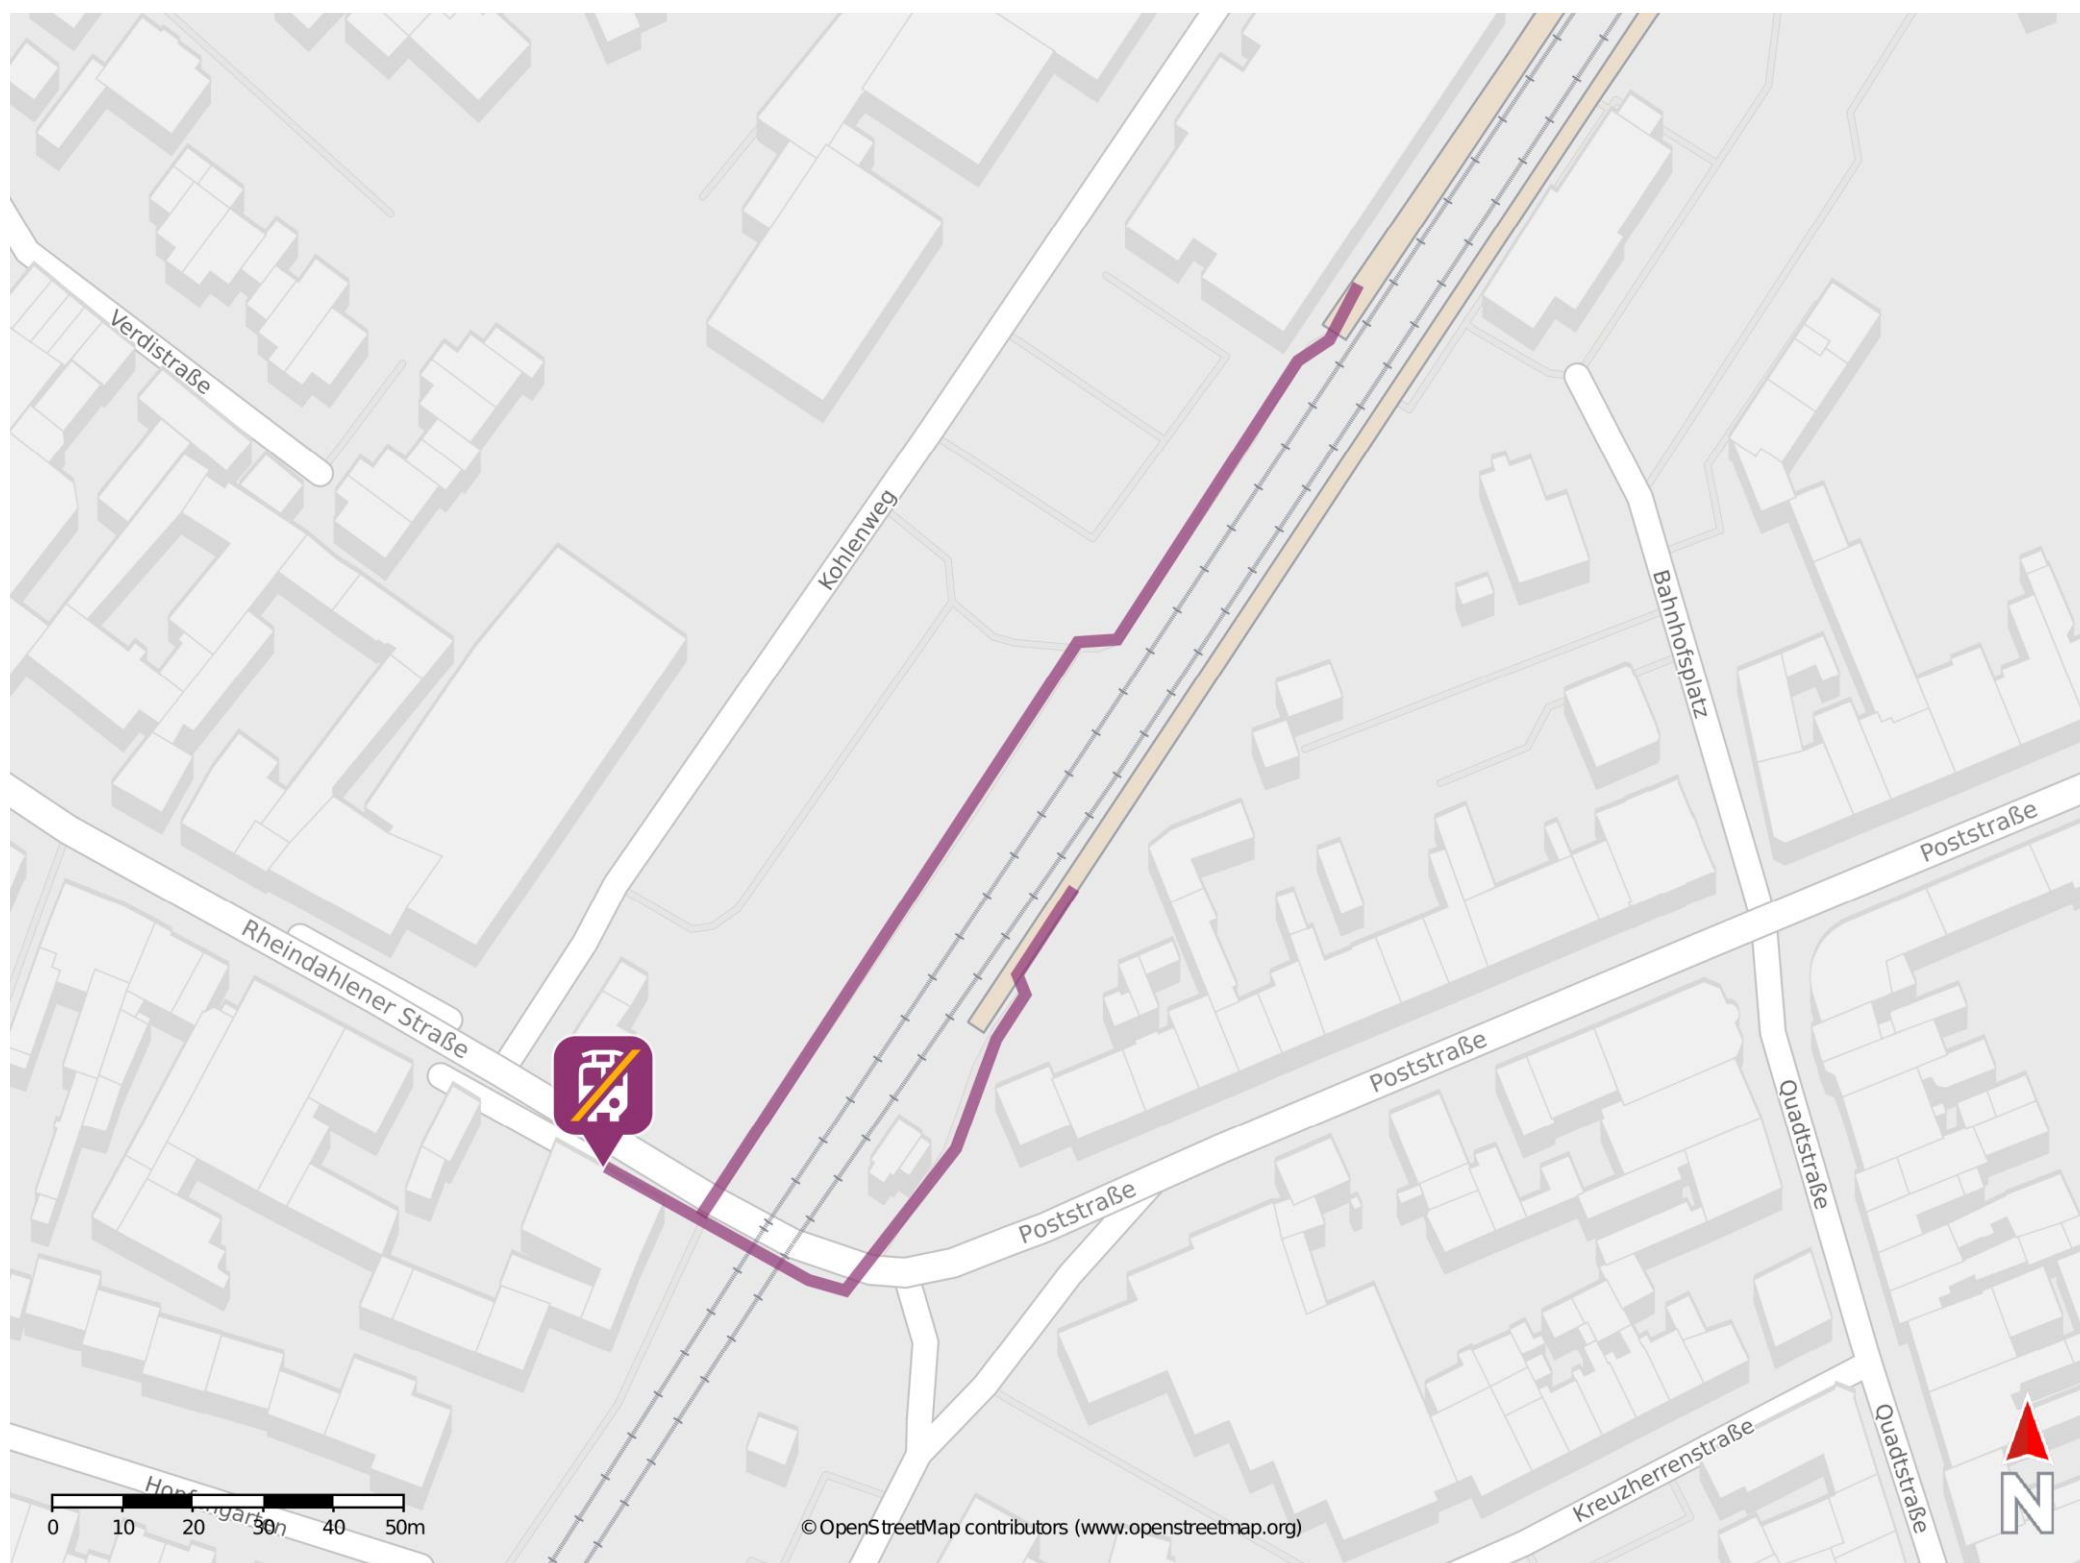 Verdistraße
Kohlenweg
Bahnhofsplatz
Poststraße
Rheindahlener Straße
Poststraße
Quadtstraße
Poststraße
Kreuzherrenstraße
Quadtstraße
Hopfengärten
N
0 10 20 30 40 50m
© OpenStreetMap contributors (www.openstreetmap.org)